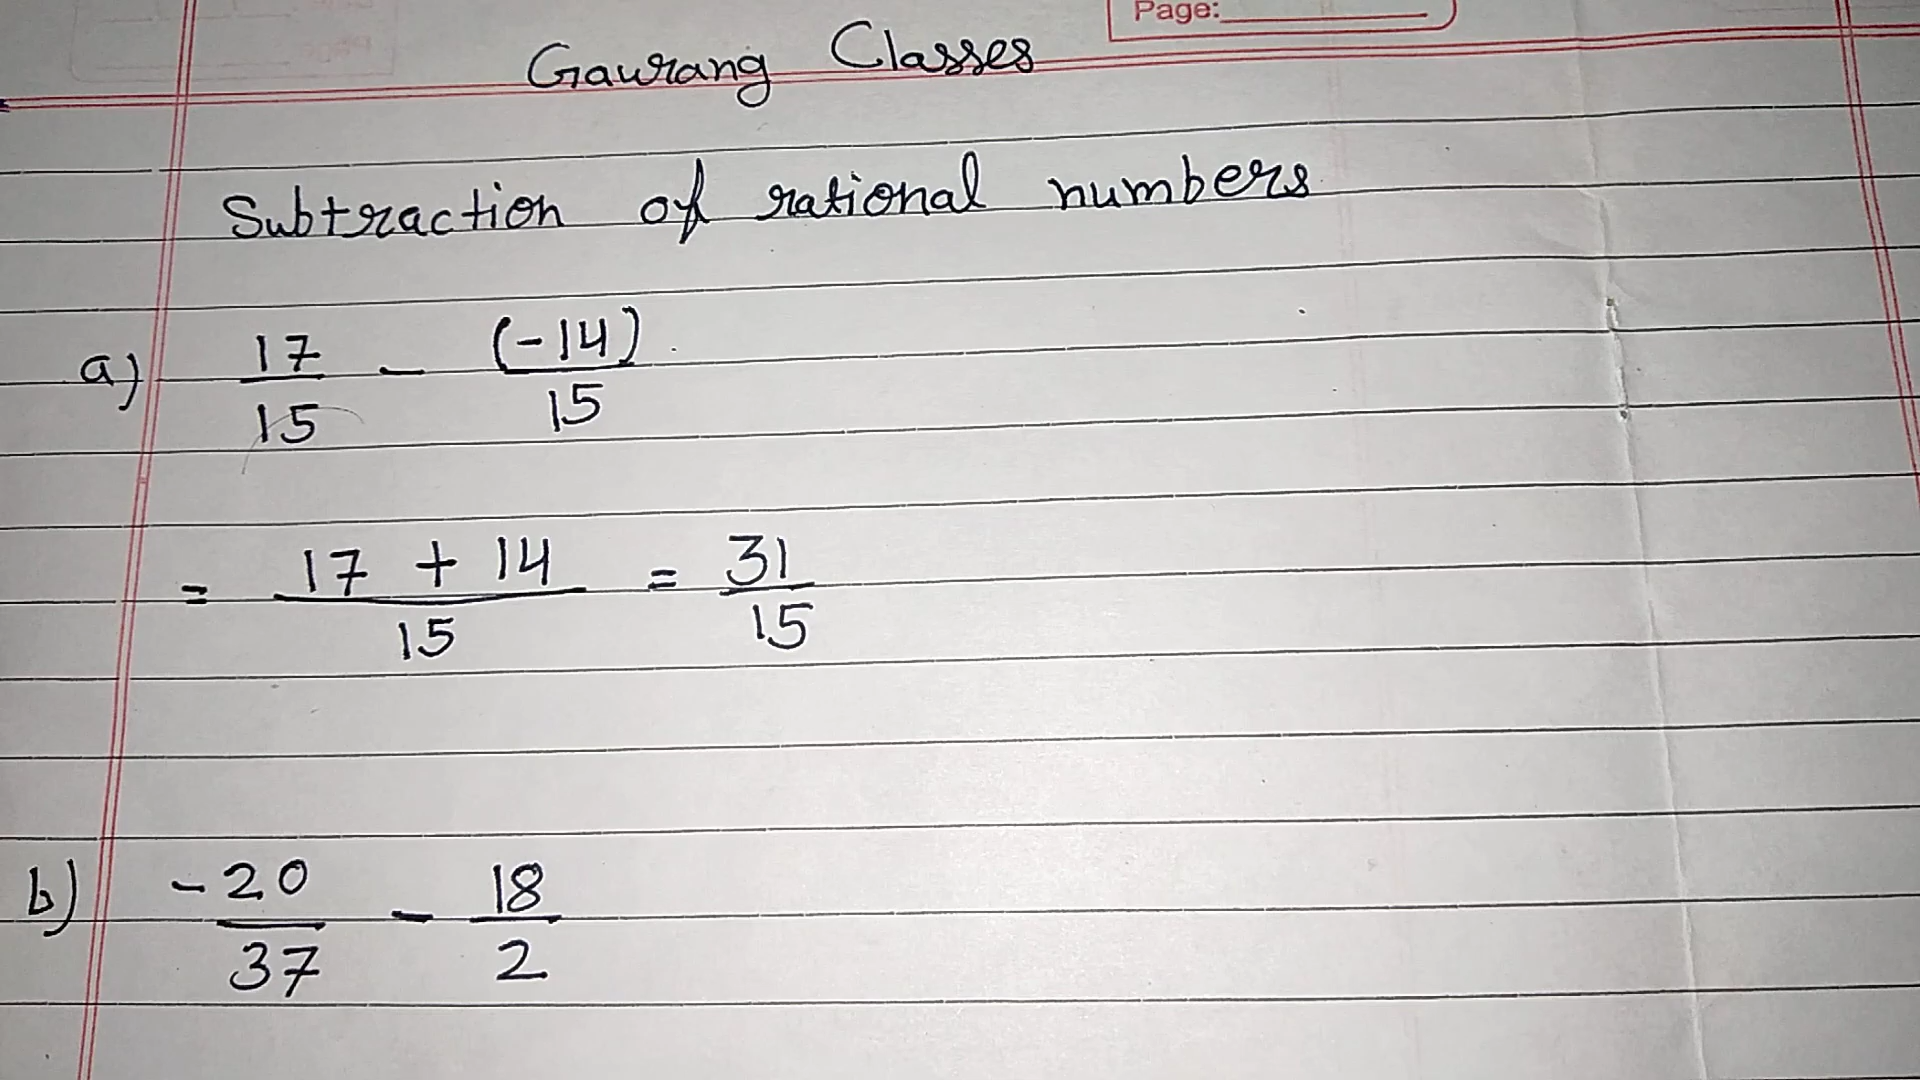 Page:
Gaurang Classes
Subtraction of rational numbers
a) 17/15 - (-14)/15
= 17 + 14/15 = 31/15
b) -20/37 - 18/2